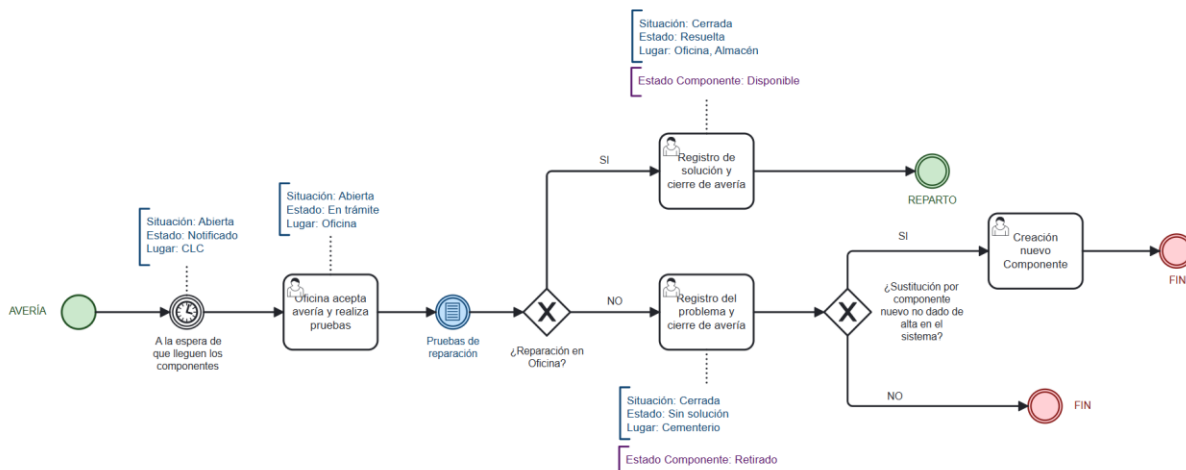 Situación: Cerrada
Estado: Resuelta
Lugar: Oficina, Almacén
Estado Componente: Disponible
Registro de
solución y
cierre de avería
SI
REPARTO
Situación: Abierta
Estado: Notificado
Lugar: CLC
Situación: Abierta
Estado: En trámite
Lugar: Oficina
AVERÍA
A la espera de
que lleguen los
componentes
Oficina acepta
avería y realiza
pruebas
Pruebas de
reparación
¿Reparación en
Oficina?
NO
Registro del
problema y
cierre de avería
¿Sustitución por
componente
nuevo no dado de
alta en el
sistema?
SI
Creación
nuevo
Componente
FIN
NO
FIN
Situación: Cerrada
Estado: Sin solución
Lugar: Cementerio
Estado Componente: Retirado